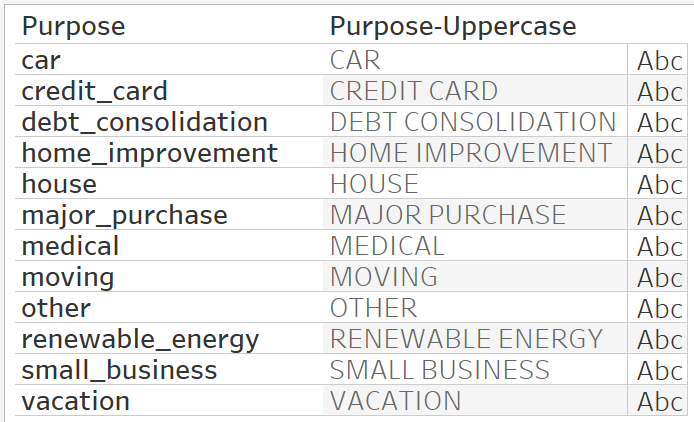 Purpose Purpose-Uppercase
car CAR Abc
credit_card CREDIT CARD Abc
debt_consolidation DEBT CONSOLIDATION Abc
home_improvement HOME IMPROVEMENT Abc
house HOUSE Abc
major_purchase MAJOR PURCHASE Abc
medical MEDICAL Abc
moving MOVING Abc
other OTHER Abc
renewable_energy RENEWABLE ENERGY Abc
small_business SMALL BUSINESS Abc
vacation VACATION Abc